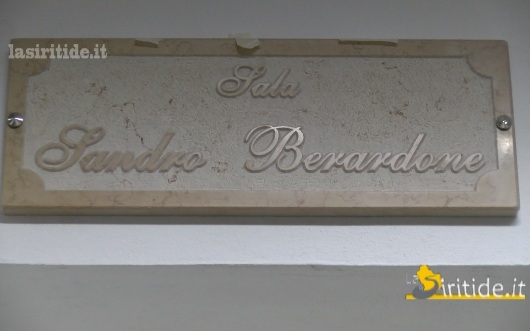 lasiritide.it
Sala
Sandro Berardone
Siritide.it